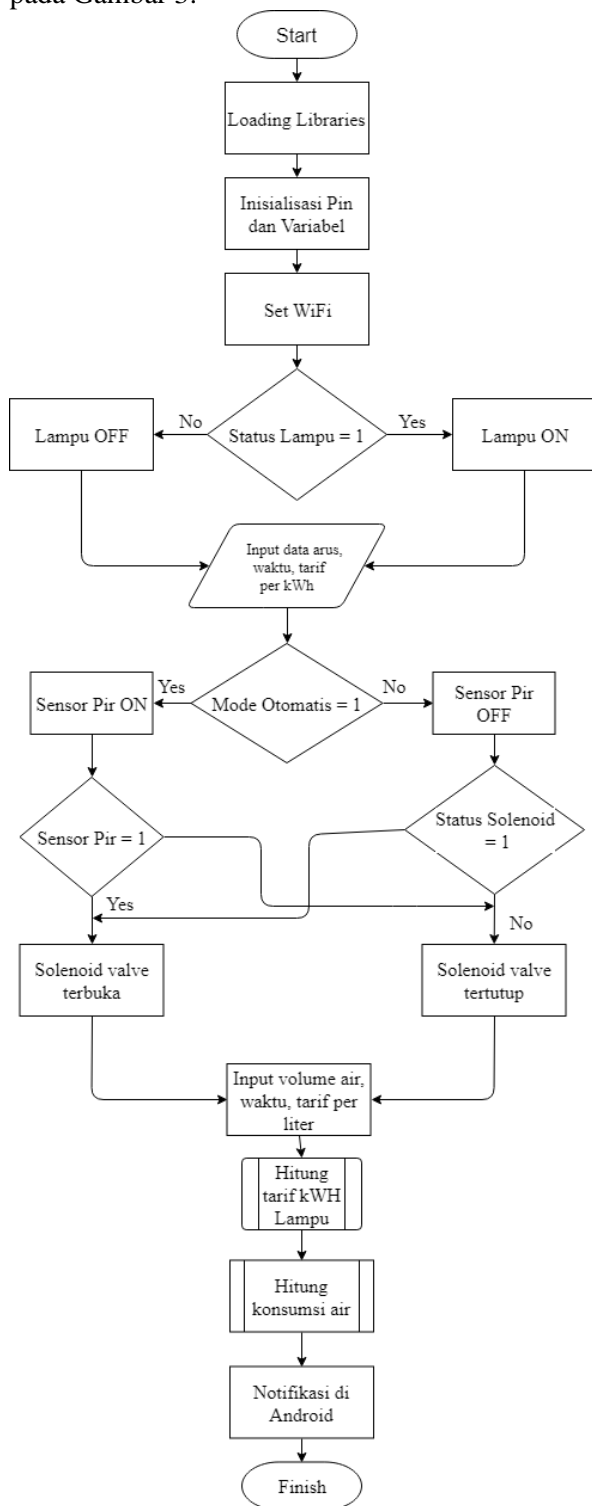 pada Gambar 3.
Start
Loading Libraries
Inisialisasi Pin
dan Variabel
Set WiFi
No
Status Lampu = 1
Yes
Lampu OFF
Lampu ON
Input data arus,
waktu, tarif
per kWh
Sensor Pir ON
Yes
Mode Otomatis = 1
No
Sensor Pir
OFF
Sensor Pir = 1
Status Solenoid
= 1
Yes
No
Solenoid valve
terbuka
Solenoid valve
tertutup
Input volume air,
waktu, tarif per
liter
Hitung
tarif kWH
Lampu
Hitung
konsumsi air
Notifikasi di
Android
Finish